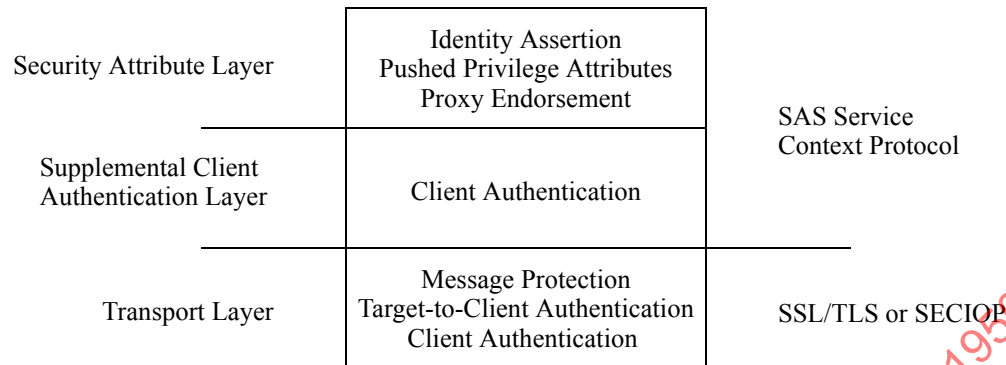 Security Attribute Layer
Identity Assertion
Pushed Privilege Attributes
Proxy Endorsement
SAS Service
Context Protocol
Supplemental Client
Authentication Layer
Client Authentication
Transport Layer
Message Protection
Target-to-Client Authentication
Client Authentication
SSL/TLS or SECIOP
195